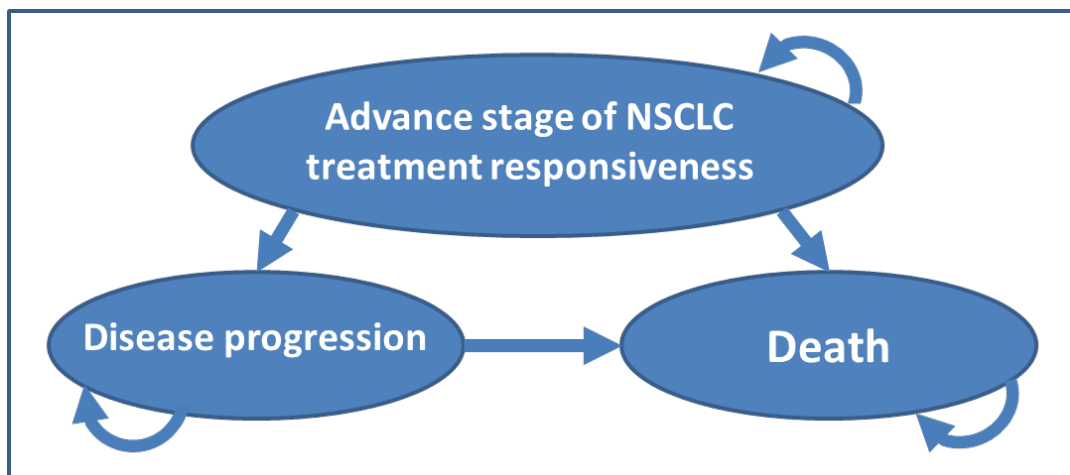 Advance stage of NSCLC
treatment responsiveness
Disease progression
Death